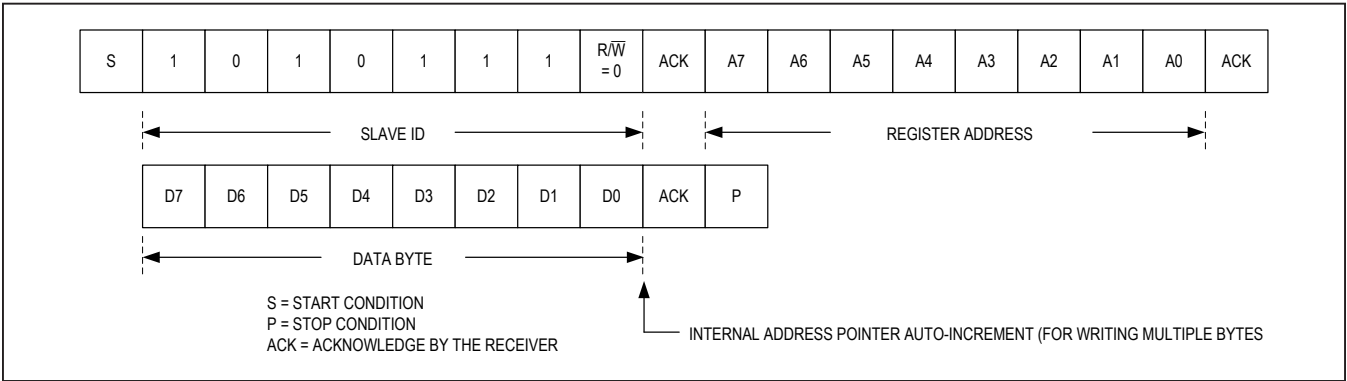 S 1 0 1 0 1 1 1 R/W̅ = 0 ACK A7 A6 A5 A4 A3 A2 A1 A0 ACK
SLAVE ID REGISTER ADDRESS
D7 D6 D5 D4 D3 D2 D1 D0 ACK P
DATA BYTE
S = START CONDITION
P = STOP CONDITION
ACK = ACKNOWLEDGE BY THE RECEIVER
INTERNAL ADDRESS POINTER AUTO-INCREMENT (FOR WRITING MULTIPLE BYTES